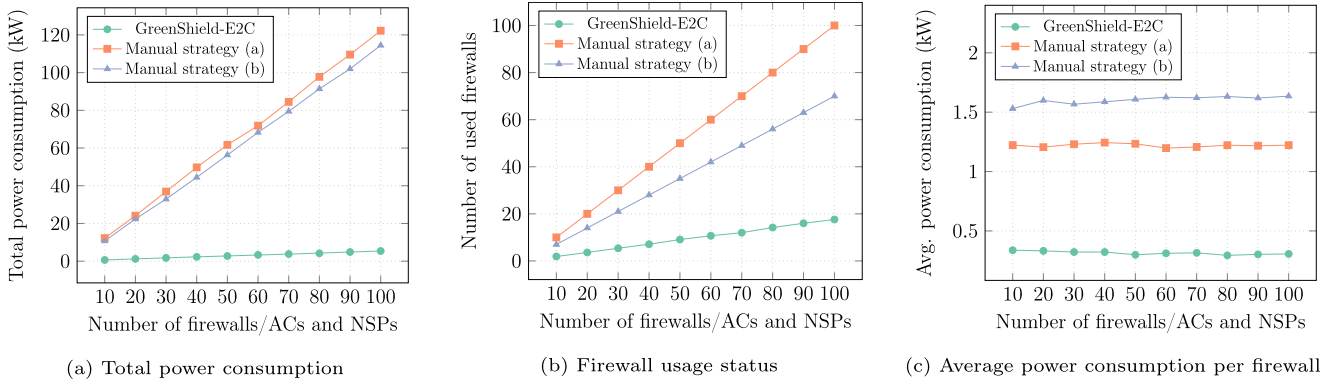 Total power consumption (kW)
120
100
80
60
40
20
0
GreenShield-E2C
Manual strategy (a)
Manual strategy (b)
10 20 30 40 50 60 70 80 90 100
Number of firewalls/ACs and NSPs
(a) Total power consumption
Number of used firewalls
100
80
60
40
20
0
GreenShield-E2C
Manual strategy (a)
Manual strategy (b)
10 20 30 40 50 60 70 80 90 100
Number of firewalls/ACs and NSPs
(b) Firewall usage status
Avg. power consumption (kW)
2
1.5
1
0.5
GreenShield-E2C
Manual strategy (a)
Manual strategy (b)
10 20 30 40 50 60 70 80 90 100
Number of firewalls/ACs and NSPs
(c) Average power consumption per firewall